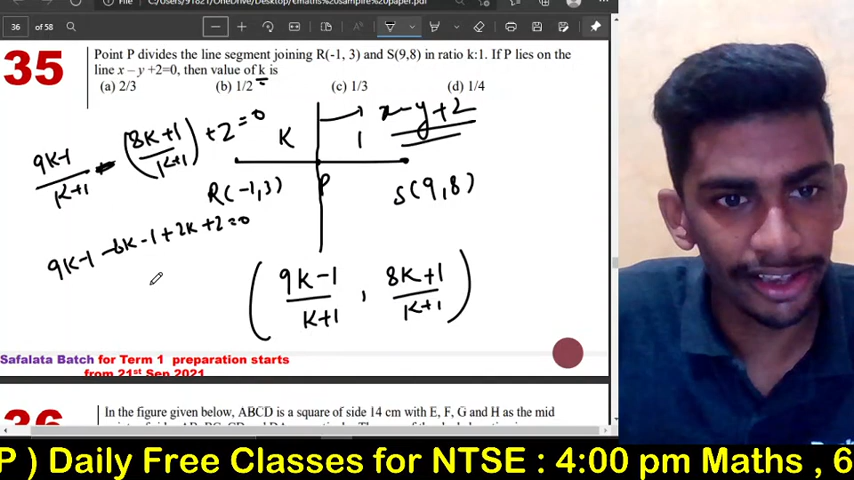 C:/Users/91821/OneDrive/Desktop/€maths%20sampire%20paper.pdf
36 of 58
35
Point P divides the line segment joining R(-1, 3) and S(9,8) in ratio k:1. If P lies on the
line x – y +2=0, then value of k is
(a) 2/3 (b) 1/2 (c) 1/3 (d) 1/4
9K-1/K+1 - (8K+1/K+1) +2=0
K 1 x-y+2
R(-1,3) P S(9,8)
9K-1 -8K-1+2K+2=0
(9K-1/K+1, 8K+1/K+1)
Safalata Batch for Term 1 preparation starts
from 21st Sep 2021
36
In the figure given below, ABCD is a square of side 14 cm with E, F, G and H as the mid
P ) Daily Free Classes for NTSE : 4:00 pm Maths , 6